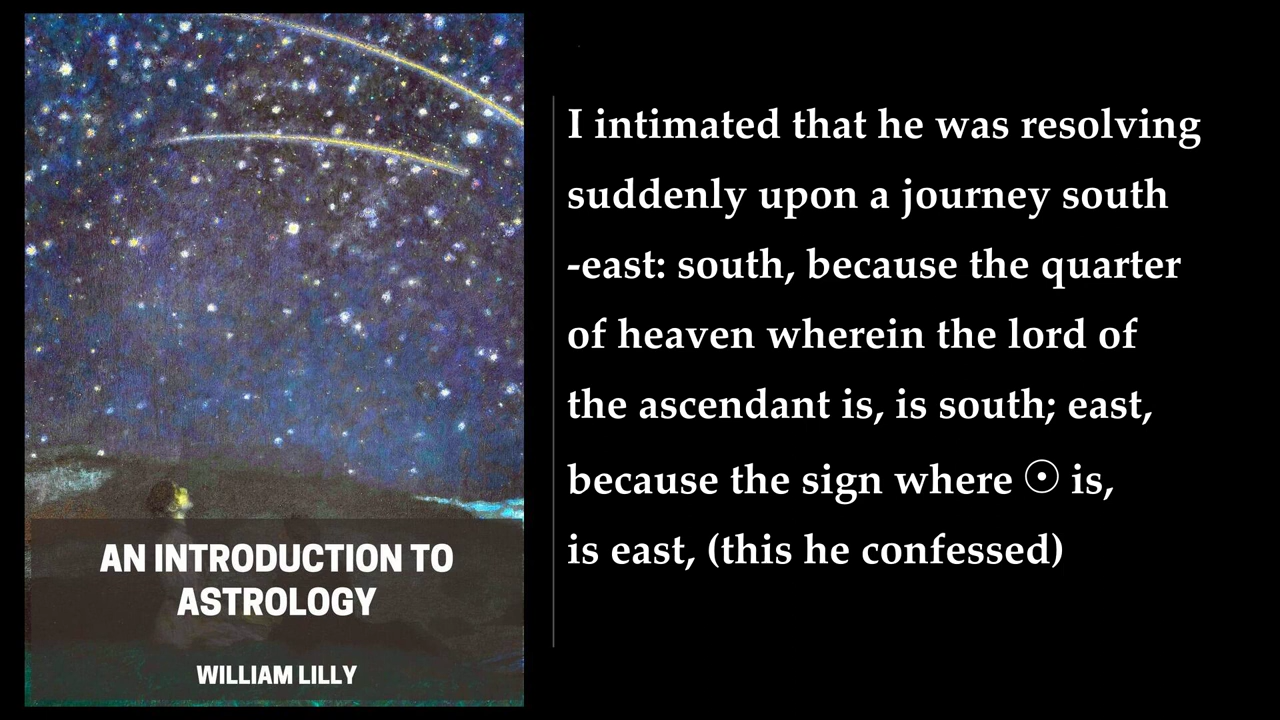 AN INTRODUCTION TO
ASTROLOGY
WILLIAM LILLY
I intimated that he was resolving
suddenly upon a journey south
-east: south, because the quarter
of heaven wherein the lord of
the ascendant is, is south; east,
because the sign where ☉ is,
is east, (this he confessed)